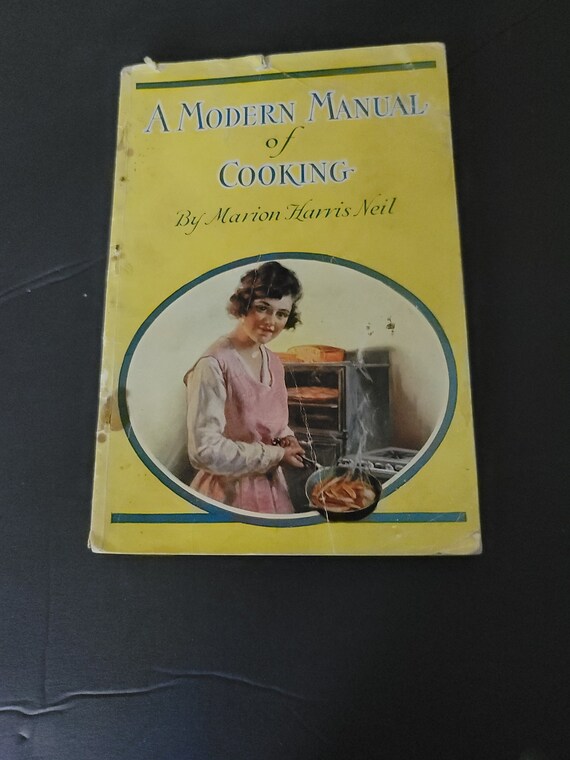 A MODERN MANUAL
of
COOKING
By Marion Harris Neil